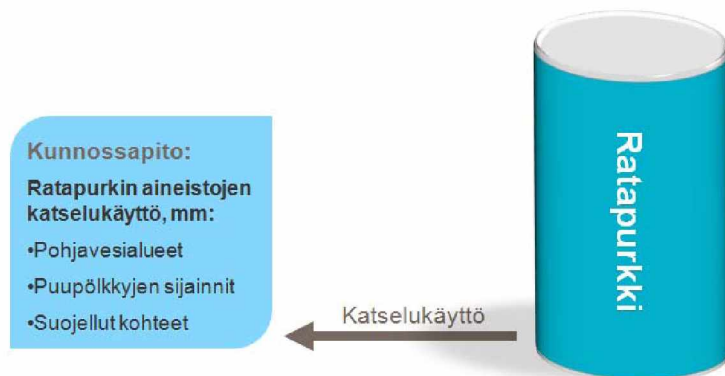 Kunnossapito:
Ratapurkin aineistojen
katselukäyttö, mm:
•Pohjavesialueet
•Puupölkkyjen sijainnit
•Suojellut kohteet
Katselukäyttö
Ratapurkki